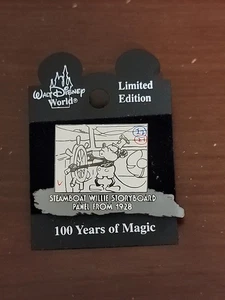 WALT DISNEY
World®
Limited
Edition
STEAMBOAT WILLIE STORYBOARD
PANEL FROM 1928
100 Years of Magic